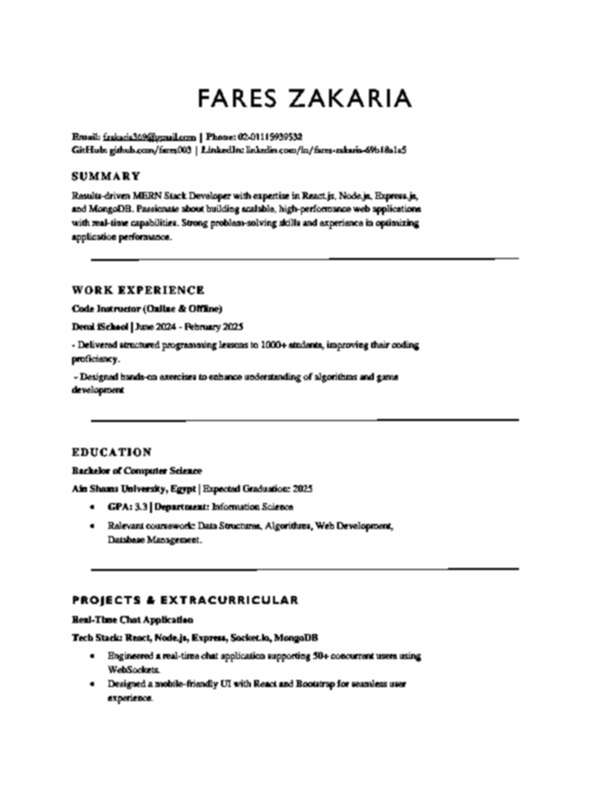 FARES ZAKARIA
Email: fzakaria369@gmail.com | Phone: 02-01115939532
GitHub: github.com/fares003 | LinkedIn: linkedin.com/in/
SUMMARY
Results-driven MERN Stack Developer with expertise in React.js, Node.js, Express.js,
and MongoDB. Passionate about building scalable, high-performance web applications
with real-time capabilities. Strong problem-solving skills and experience in optimizing
application performance.
WORK EXPERIENCE
Code Instructor (Online & Offline)
iSchool | June 2024 - February 2025
- Delivered structured programming lessons to 1000+ students, improving their coding
proficiency.
- Designed hands-on exercises to enhance understanding of algorithms and game
development
EDUCATION
Bachelor of Computer Science
Ain Shams University, Egypt | Expected Graduation: 2025
• GPA: 3.3 | Department: Information Science
• Relevant coursework: Data Structures, Algorithms, Web Development,
Database Management.
PROJECTS & EXTRACURRICULAR
Real-Time Chat Application
Tech Stack: React, Node.js, Express, Socket.io, MongoDB
• Engineered a real-time chat application supporting 50+ concurrent users using
WebSockets.
• Designed a mobile-friendly UI with React and Bootstrap for seamless user
experience.